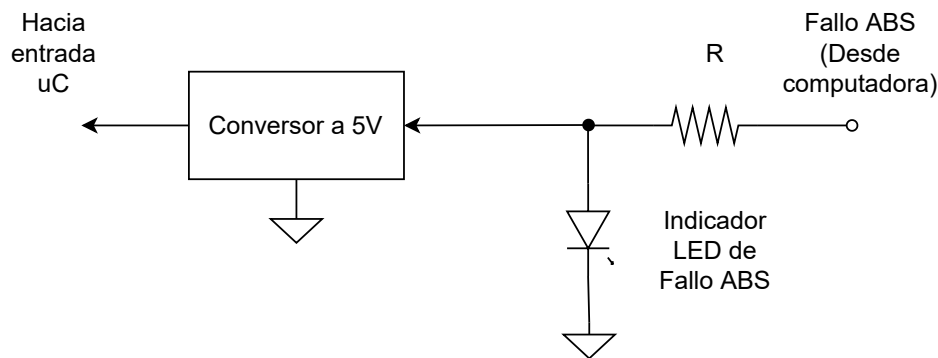 Hacia
entrada
uC
Conversor a 5V
R
Fallo ABS
(Desde
computadora)
Indicador
LED de
Fallo ABS